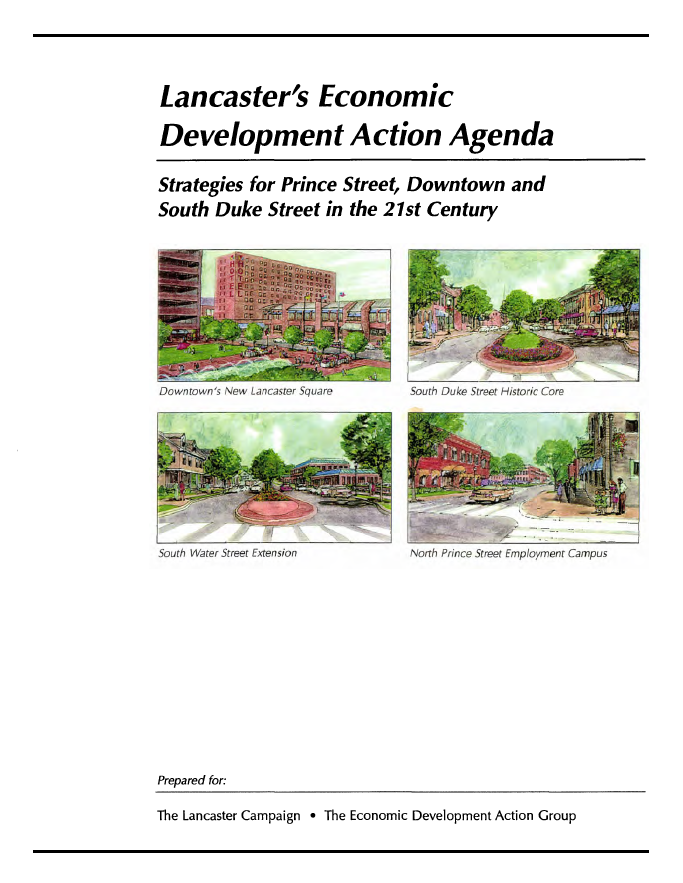 Lancaster's Economic
Development Action Agenda
Strategies for Prince Street, Downtown and
South Duke Street in the 21st Century
HOTEL
HOTEL
Downtown's New Lancaster Square
South Duke Street Historic Core
South Water Street Extension
North Prince Street Employment Campus
Prepared for:
The Lancaster Campaign • The Economic Development Action Group